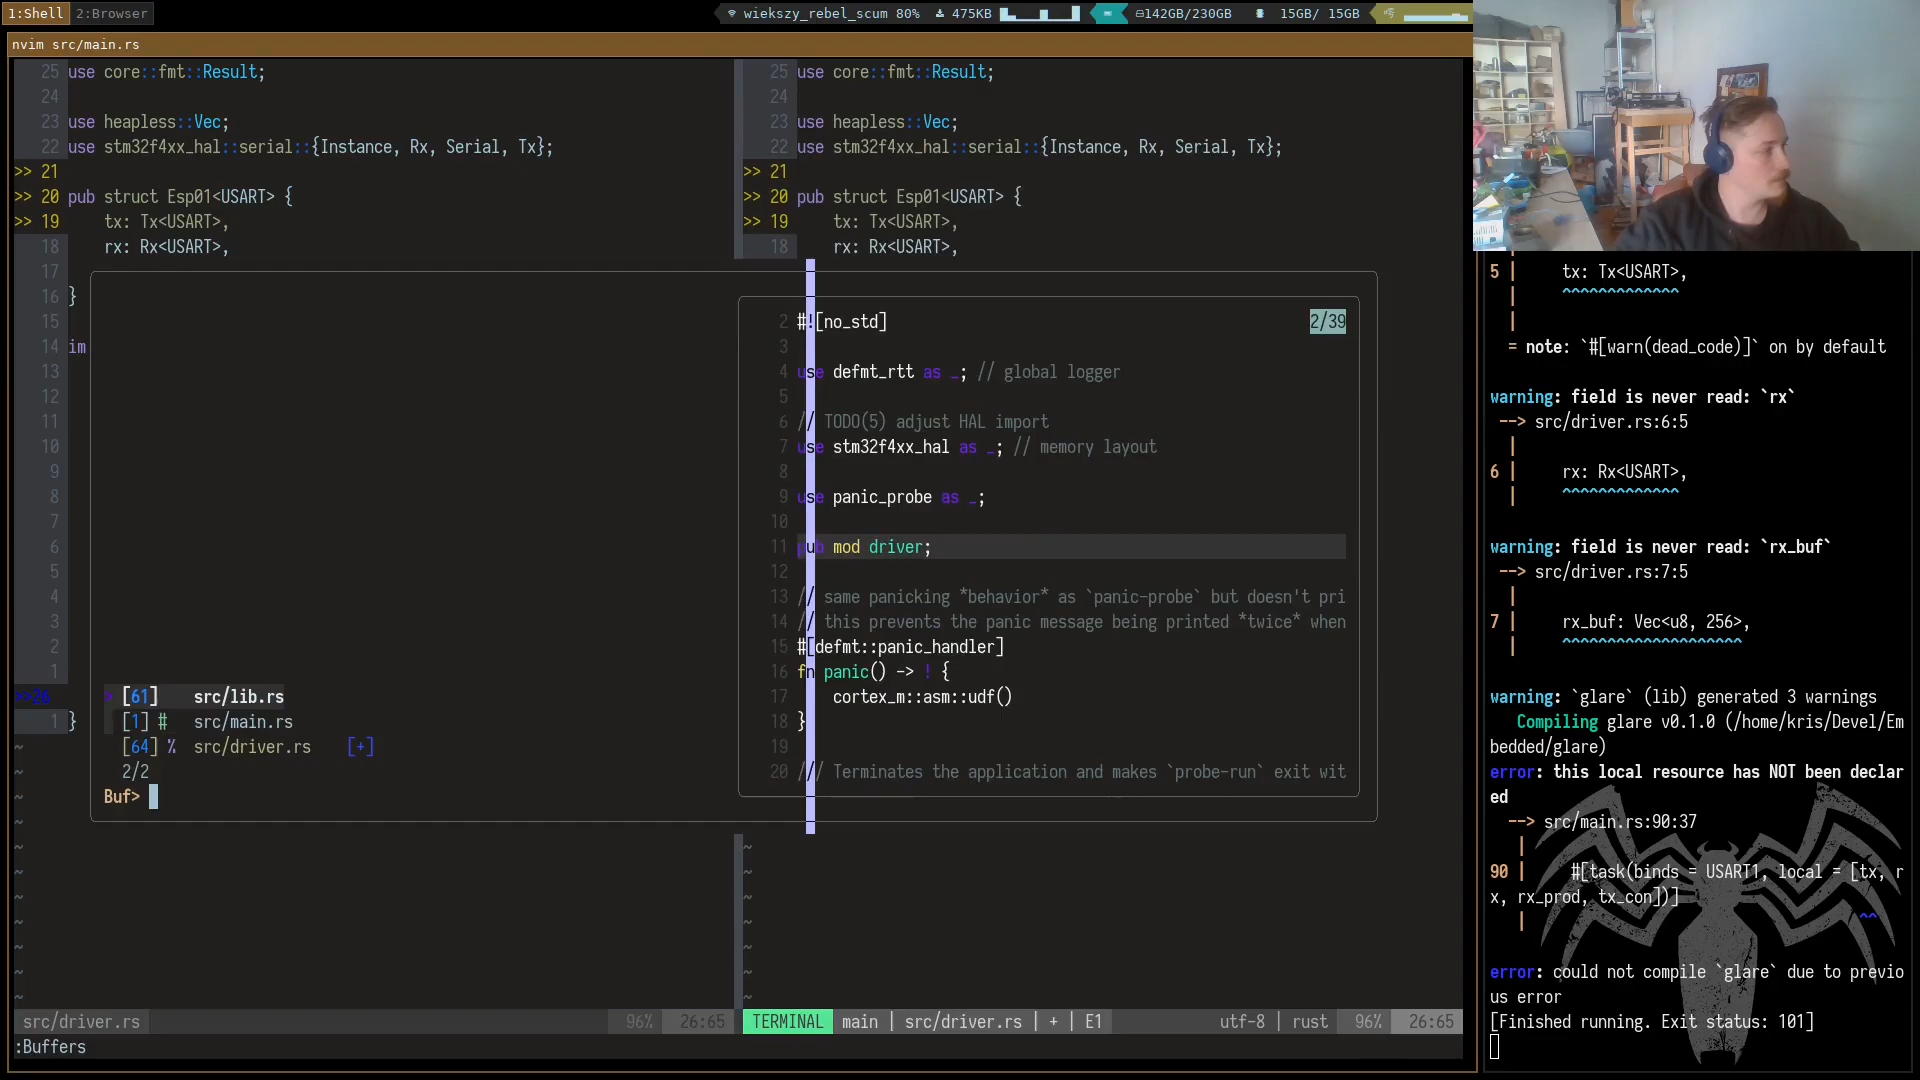 1:Shell 2:Browser
wiekszy_rebel_scum 80% 475KB 142GB/230GB 15GB/ 15GB
nvim src/main.rs
25 use core::fmt::Result;
24
23 use heapless::Vec;
22 use stm32f4xx_hal::serial::{Instance, Rx, Serial, Tx};
>> 21
>> 20 pub struct Esp01<USART> {
>> 19 tx: Tx<USART>,
18 rx: Rx<USART>,
17
16 }
15
14 im
13
12
11
10
9
8
7
6
5
4
3
2
1
>>26
1 }
~
~
~
~
~
~
~
~
~
~
~
25 use core::fmt::Result;
24
23 use heapless::Vec;
22 use stm32f4xx_hal::serial::{Instance, Rx, Serial, Tx};
>> 21
>> 20 pub struct Esp01<USART> {
>> 19 tx: Tx<USART>,
18 rx: Rx<USART>,
> [61] src/lib.rs
[1] # src/main.rs
[64] % src/driver.rs [+]
2/2
Buf>
2 #![no_std] 2/39
3
4 use defmt_rtt as _; // global logger
5
6 // TODO(5) adjust HAL import
7 use stm32f4xx_hal as _; // memory layout
8
9 use panic_probe as _;
10
11 pub mod driver;
12
13 // same panicking *behavior* as `panic-probe` but doesn't pri
14 // this prevents the panic message being printed *twice* when
15 #[defmt::panic_handler]
16 fn panic() -> ! {
17 cortex_m::asm::udf()
18 }
19
20 /// Terminates the application and makes `probe-run` exit wit
~
~
~
~
~
~
~
src/driver.rs 96% 26:65
TERMINAL main | src/driver.rs | + | E1 utf-8 | rust 96% 26:65
:Buffers
5 | tx: Tx<USART>,
| ^^^^^^^^^^^^^
|
= note: `#[warn(dead_code)]` on by default
warning: field is never read: `rx`
--> src/driver.rs:6:5
|
6 | rx: Rx<USART>,
| ^^^^^^^^^^^^^
warning: field is never read: `rx_buf`
--> src/driver.rs:7:5
|
7 | rx_buf: Vec<u8, 256>,
| ^^^^^^^^^^^^^^^^^^^^
warning: `glare` (lib) generated 3 warnings
Compiling glare v0.1.0 (/home/kris/Devel/Em
bedded/glare)
error: this local resource has NOT been declar
ed
--> src/main.rs:90:37
|
90 | #[task(binds = USART1, local = [tx, r
x, rx_prod, tx_con])]
| ^^
error: could not compile `glare` due to previo
us error
[Finished running. Exit status: 101]